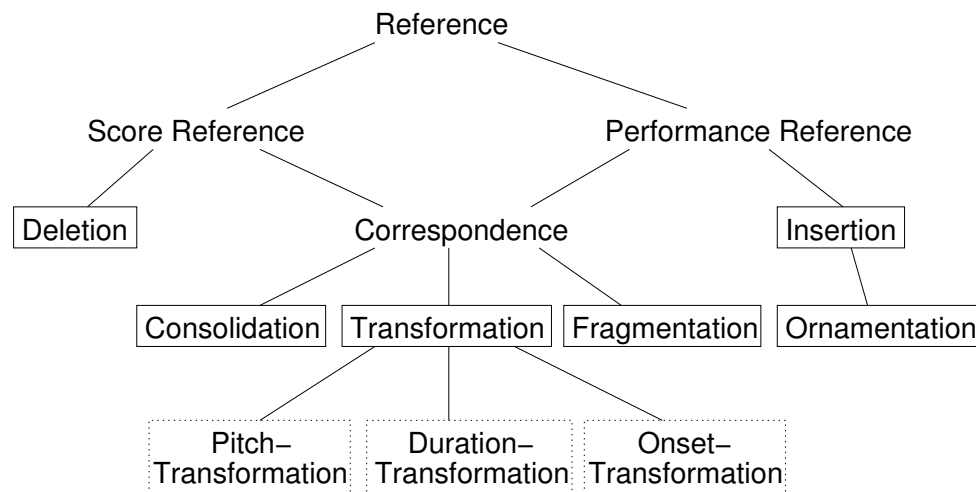 Reference
Score Reference
Performance Reference
Deletion
Correspondence
Insertion
Consolidation
Transformation
Fragmentation
Ornamentation
Pitch−
Transformation
Duration−
Transformation
Onset−
Transformation